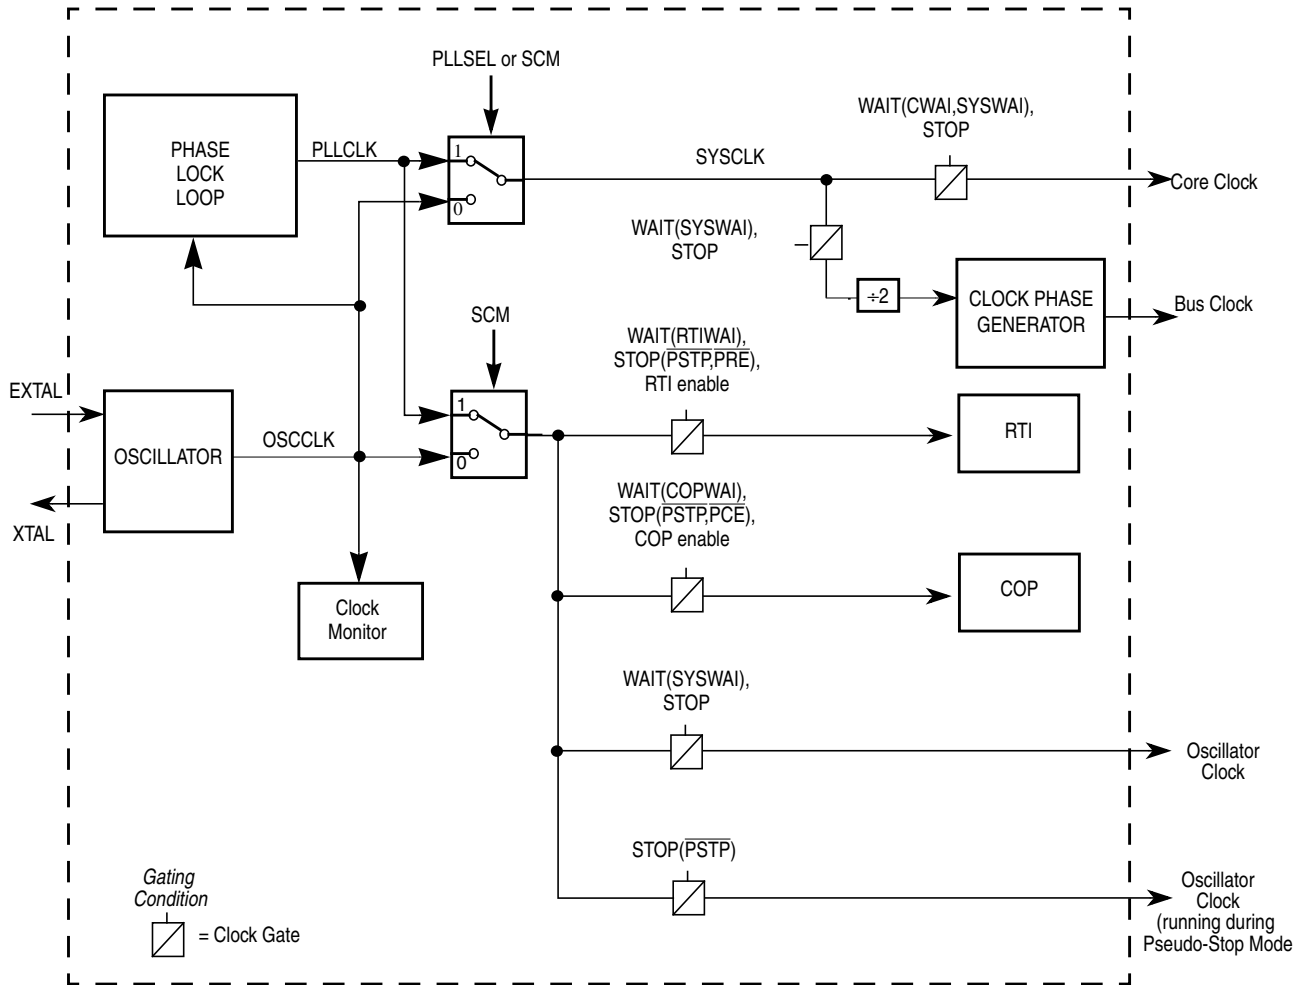 PLLSEL or SCM
WAIT(CWAI,SYSWAI),
STOP
PHASE
LOCK
LOOP
PLLCLK
1
0
SYSCLK
Core Clock
WAIT(SYSWAI),
STOP
÷2
CLOCK PHASE
GENERATOR
Bus Clock
SCM
WAIT(RTIWAI),
STOP(PSTP,PRE),
RTI enable
EXTAL
OSCILLATOR
OSCCLK
1
0
RTI
XTAL
WAIT(COPWAI),
STOP(PSTP,PCE),
COP enable
COP
Clock
Monitor
WAIT(SYSWAI),
STOP
Oscillator
Clock
STOP(PSTP)
Oscillator
Clock
(running during
Pseudo-Stop Mode
Gating
Condition
= Clock Gate